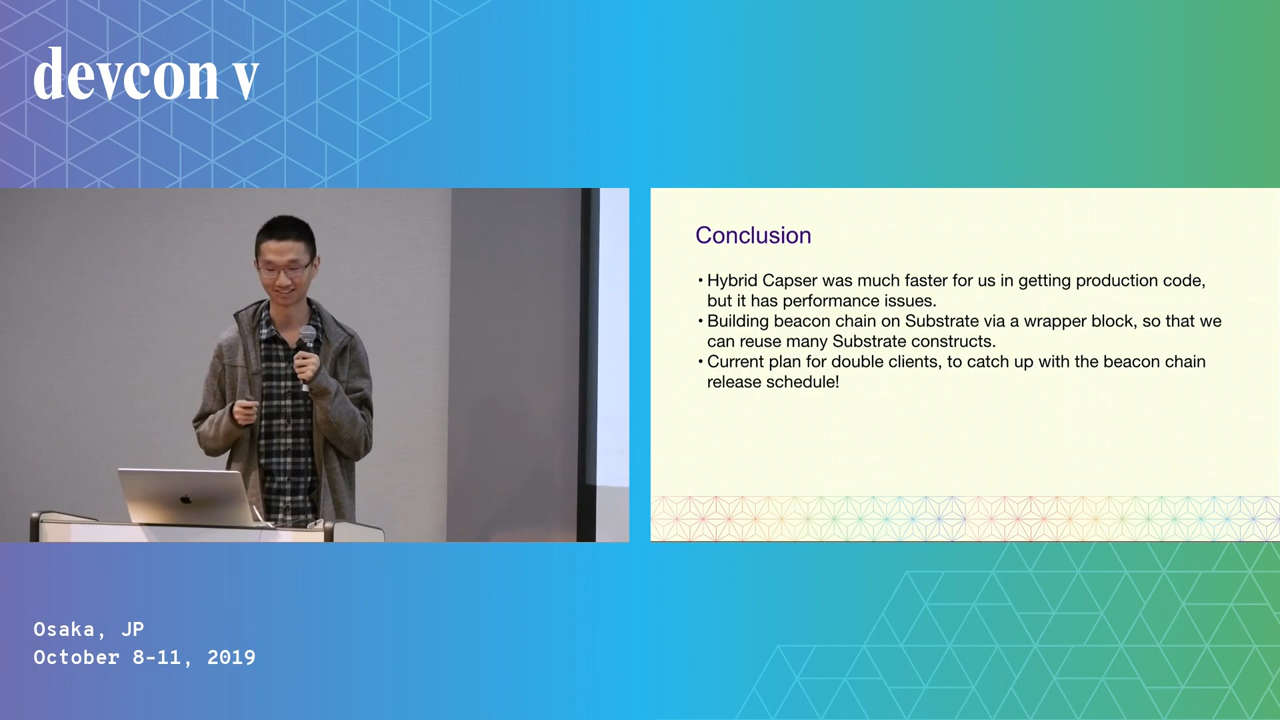 devcon v
Conclusion
• Hybrid Capser was much faster for us in getting production code,
but it has performance issues.
• Building beacon chain on Substrate via a wrapper block, so that we
can reuse many Substrate constructs.
• Current plan for double clients, to catch up with the beacon chain
release schedule!
Osaka, JP
October 8-11, 2019